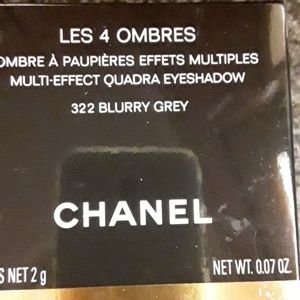 LES 4 OMBRES
OMBRE À PAUPIÈRES EFFETS MULTIPLES
MULTI-EFFECT QUADRA EYESHADOW
322 BLURRY GREY
CHANEL
NET 2 g NET WT. 0.07 OZ.